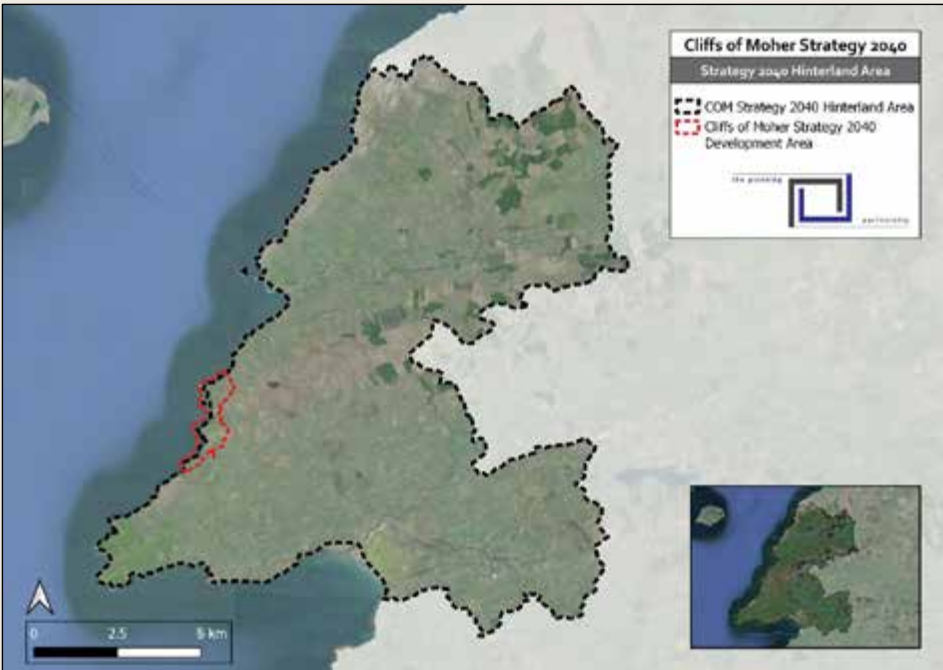 Cliffs of Moher Strategy 2040
Strategy 2040 Hinterland Area
COM Strategy 2040 Hinterland Area
Cliffs of Moher Strategy 2040
Development Area
the planning
partnership
0 2.5 5 km